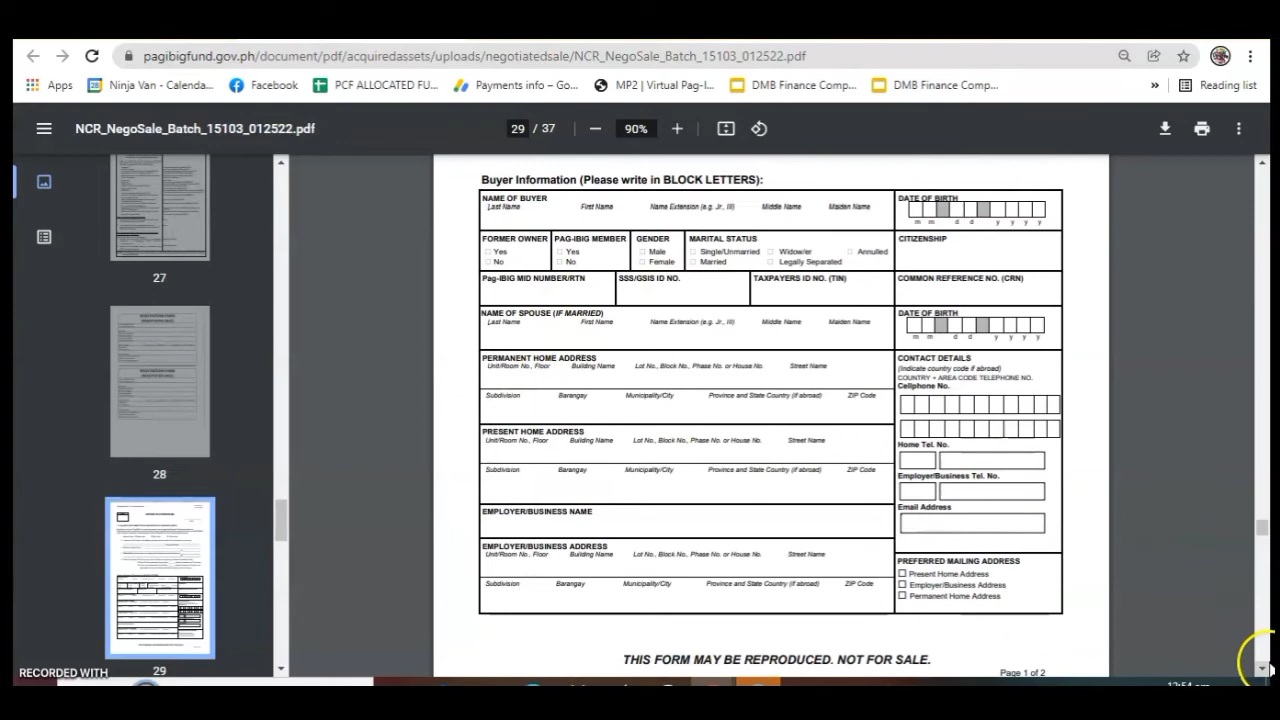 pagibigfund.gov.ph/document/pdf/acquiredassets/uploads/negotiatedsale/NCR_NegoSale_Batch_15103_012522.pdf
Apps Ninja Van - Calenda... Facebook PCF ALLOCATED FU... Payments info – Go... MP2 | Virtual Pag-I... DMB Finance Comp... DMB Finance Comp... » Reading list
NCR_NegoSale_Batch_15103_012522.pdf 29 / 37 − 90% +
27
28
29
RECORDED WITH
Buyer Information (Please write in BLOCK LETTERS):
NAME OF BUYER DATE OF BIRTH
Last Name First Name Name Extension (e.g. Jr., III) Middle Name Maiden Name
m m d d y y y y
FORMER OWNER PAG-IBIG MEMBER GENDER MARITAL STATUS CITIZENSHIP
Yes Yes Male Single/Unmarried Widow/er Annulled
No No Female Married Legally Separated
Pag-IBIG MID NUMBER/RTN SSS/GSIS ID NO. TAXPAYERS ID NO. (TIN) COMMON REFERENCE NO. (CRN)
NAME OF SPOUSE (IF MARRIED) DATE OF BIRTH
Last Name First Name Name Extension (e.g. Jr., III) Middle Name Maiden Name
m m d d y y y y
PERMANENT HOME ADDRESS CONTACT DETAILS
Unit/Room No., Floor Building Name Lot No., Block No., Phase No. or House No. Street Name (Indicate country code if abroad)
COUNTRY + AREA CODE TELEPHONE NO.
Cellphone No.
Subdivision Barangay Municipality/City Province and State Country (if abroad) ZIP Code
PRESENT HOME ADDRESS
Unit/Room No., Floor Building Name Lot No., Block No., Phase No. or House No. Street Name
Home Tel. No.
Subdivision Barangay Municipality/City Province and State Country (if abroad) ZIP Code
Employer/Business Tel. No.
EMPLOYER/BUSINESS NAME Email Address
EMPLOYER/BUSINESS ADDRESS
Unit/Room No., Floor Building Name Lot No., Block No., Phase No. or House No. Street Name
PREFERRED MAILING ADDRESS
Present Home Address
Subdivision Barangay Municipality/City Province and State Country (if abroad) ZIP Code Employer/Business Address
Permanent Home Address
THIS FORM MAY BE REPRODUCED. NOT FOR SALE.
Page 1 of 2